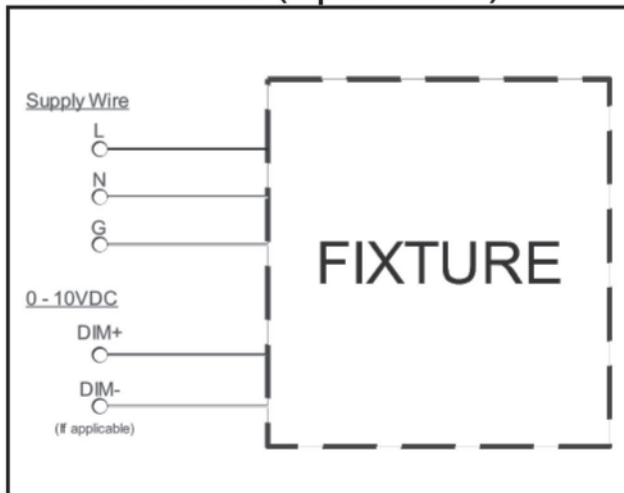 Supply Wire
L
N
G
0 - 10VDC
DIM+
DIM-
(If applicable)
FIXTURE